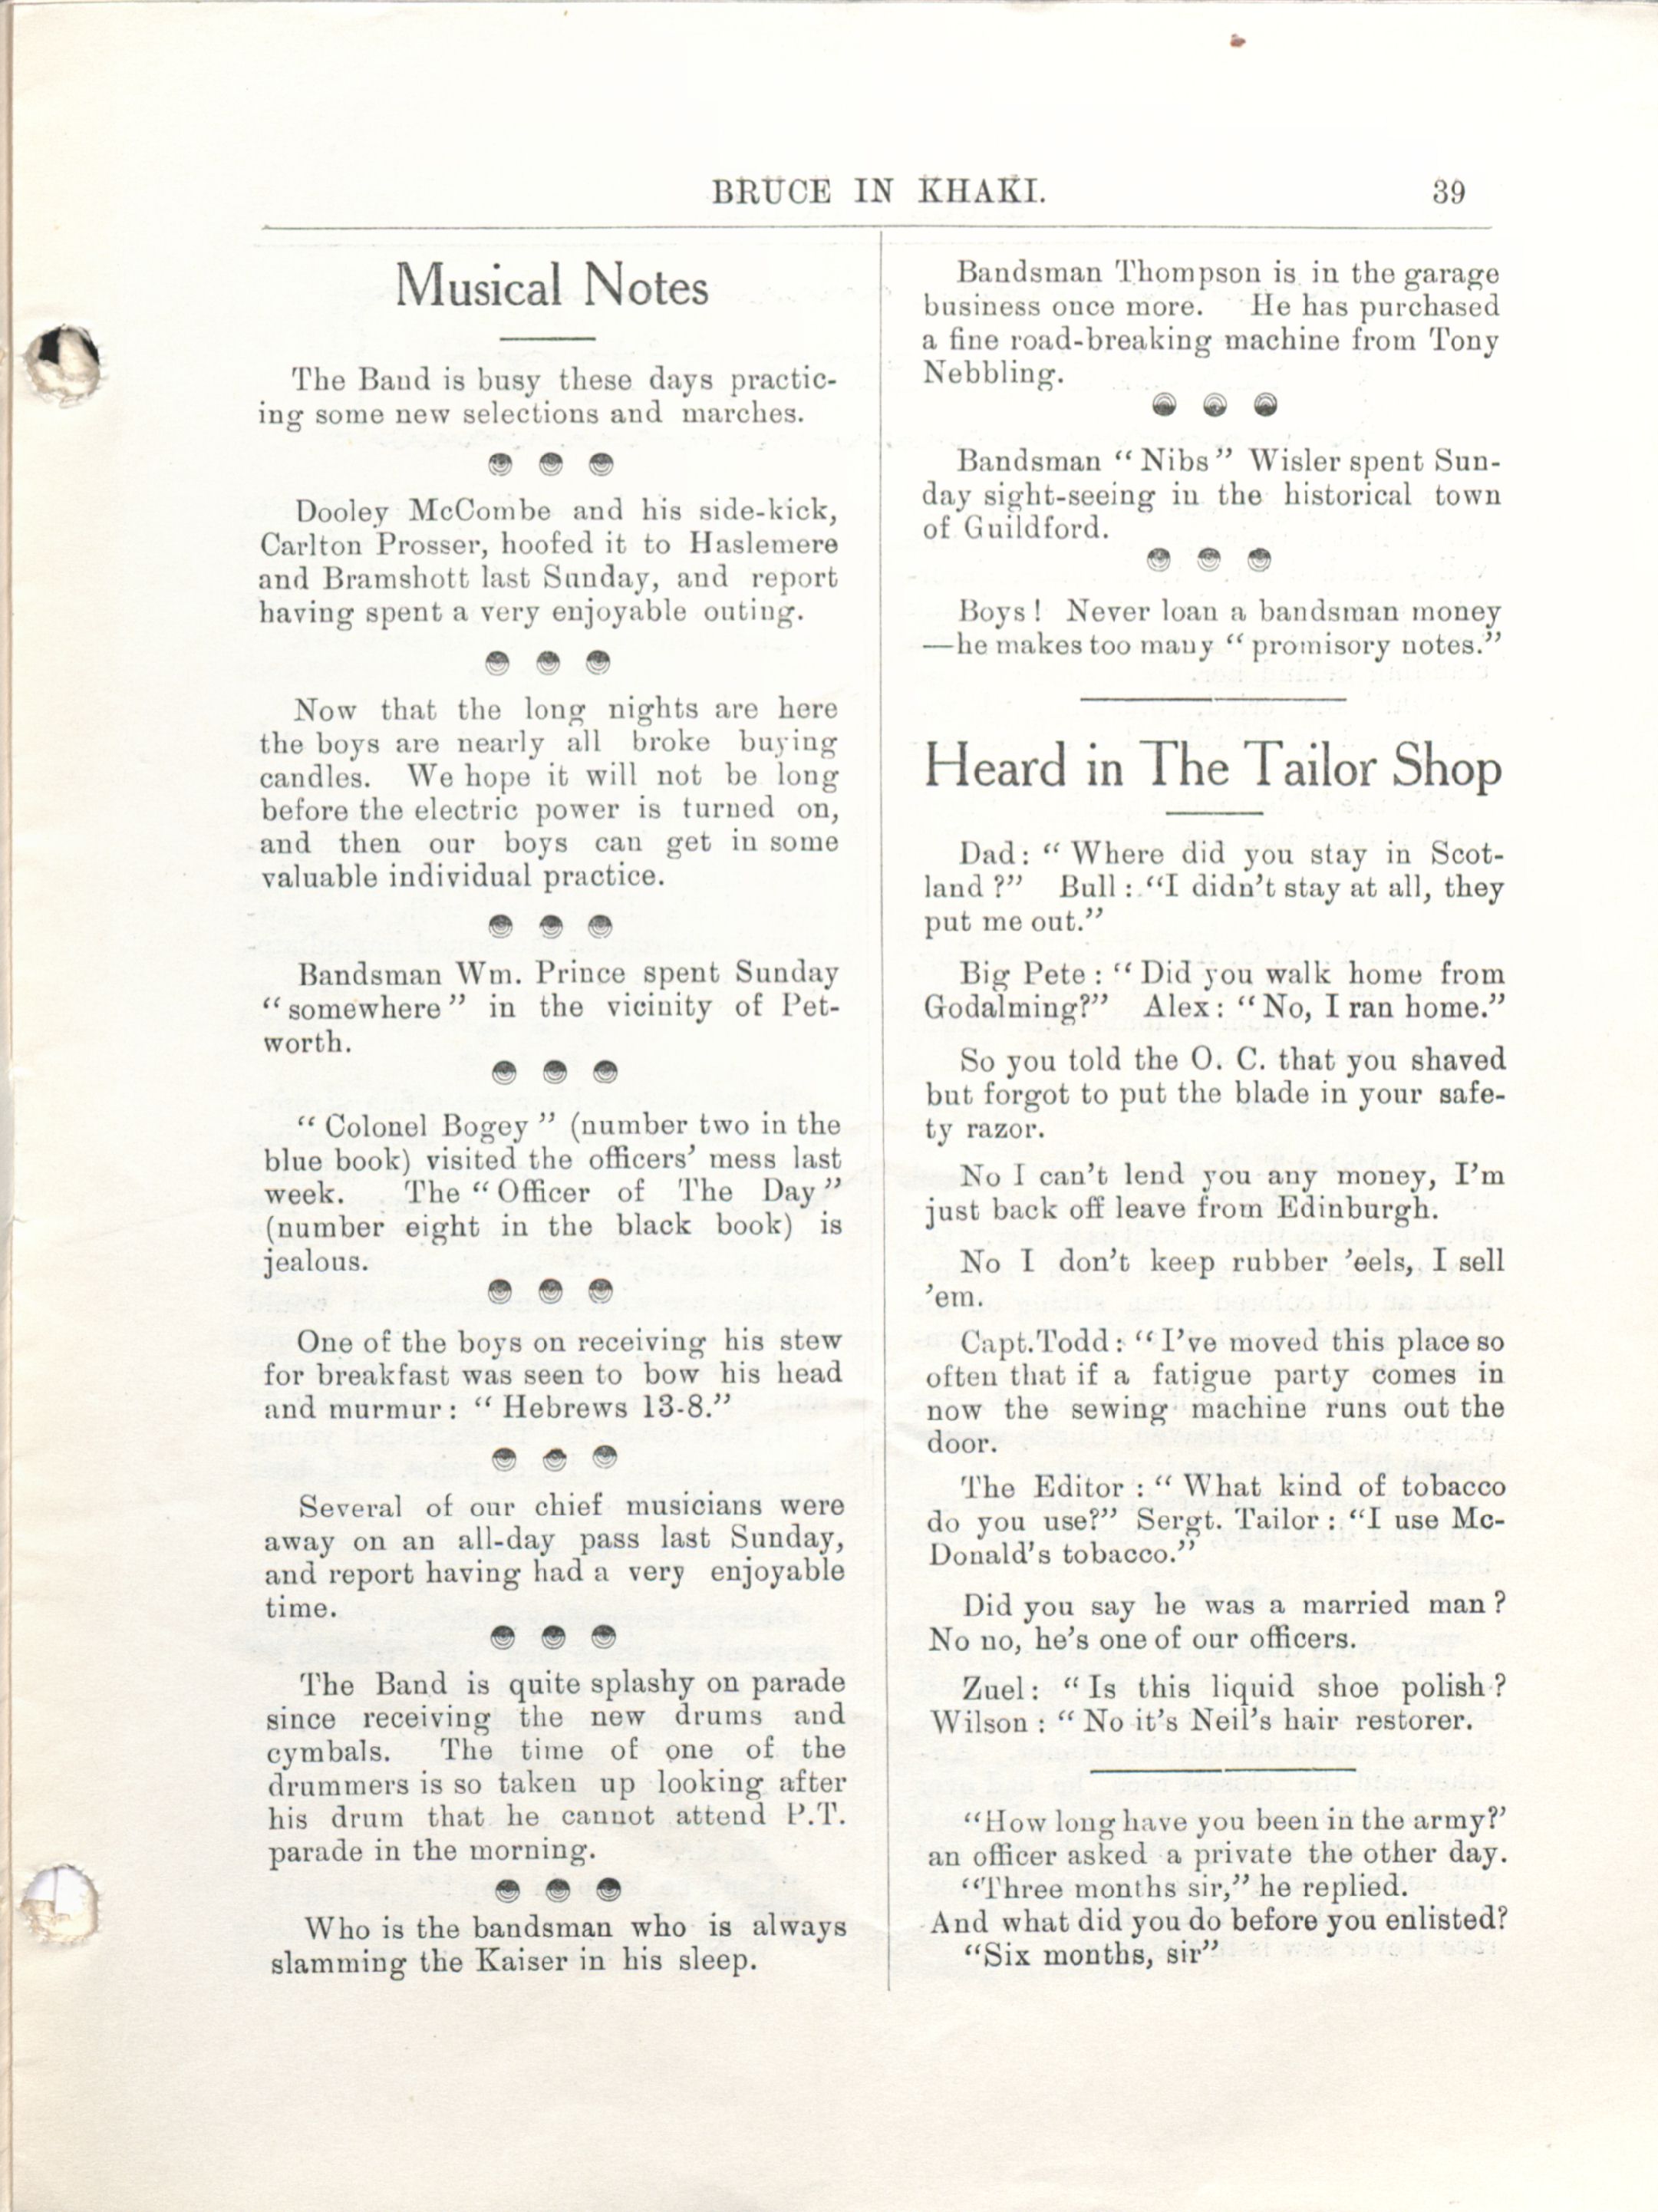 BRUCE IN KHAKI.
39
Musical Notes
The Band is busy these days practic-
ing some new selections and marches.
Dooley McCombe and his side-kick,
Carlton Prosser, hoofed it to Haslemere
and Bramshott last Sunday, and report
having spent a very enjoyable outing.
Now that the long nights are here
the boys are nearly all broke buying
candles. We hope it will not be long
before the electric power is turned on,
and then our boys can get in some
valuable individual practice.
Bandsman Wm. Prince spent Sunday
“somewhere” in the vicinity of Pet-
worth.
“Colonel Bogey” (number two in the
blue book) visited the officers’ mess last
week. The “Officer of The Day”
(number eight in the black book) is
jealous.
One of the boys on receiving his stew
for breakfast was seen to bow his head
and murmur: “Hebrews 13-8.”
Several of our chief musicians were
away on an all-day pass last Sunday,
and report having had a very enjoyable
time.
The Band is quite splashy on parade
since receiving the new drums and
cymbals. The time of one of the
drummers is so taken up looking after
his drum that he cannot attend P.T.
parade in the morning.
Who is the bandsman who is always
slamming the Kaiser in his sleep.
Bandsman Thompson is in the garage
business once more. He has purchased
a fine road-breaking machine from Tony
Nebbling.
Bandsman “Nibs” Wisler spent Sun-
day sight-seeing in the historical town
of Guildford.
Boys! Never loan a bandsman money
—he makes too many “promisory notes.”
Heard in The Tailor Shop
Dad: “Where did you stay in Scot-
land?” Bull: “I didn’t stay at all, they
put me out.”
Big Pete: “Did you walk home from
Godalming?” Alex: “No, I ran home.”
So you told the O. C. that you shaved
but forgot to put the blade in your safe-
ty razor.
No I can’t lend you any money, I’m
just back off leave from Edinburgh.
No I don’t keep rubber ’eels, I sell
’em.
Capt. Todd: “I’ve moved this place so
often that if a fatigue party comes in
now the sewing machine runs out the
door.
The Editor: “What kind of tobacco
do you use?” Sergt. Tailor: “I use Mc-
Donald’s tobacco.”
Did you say he was a married man?
No no, he’s one of our officers.
Zuel: “Is this liquid shoe polish?
Wilson: “No it’s Neil’s hair restorer.
“How long have you been in the army?’
an officer asked a private the other day.
“Three months sir,” he replied.
And what did you do before you enlisted?
“Six months, sir”